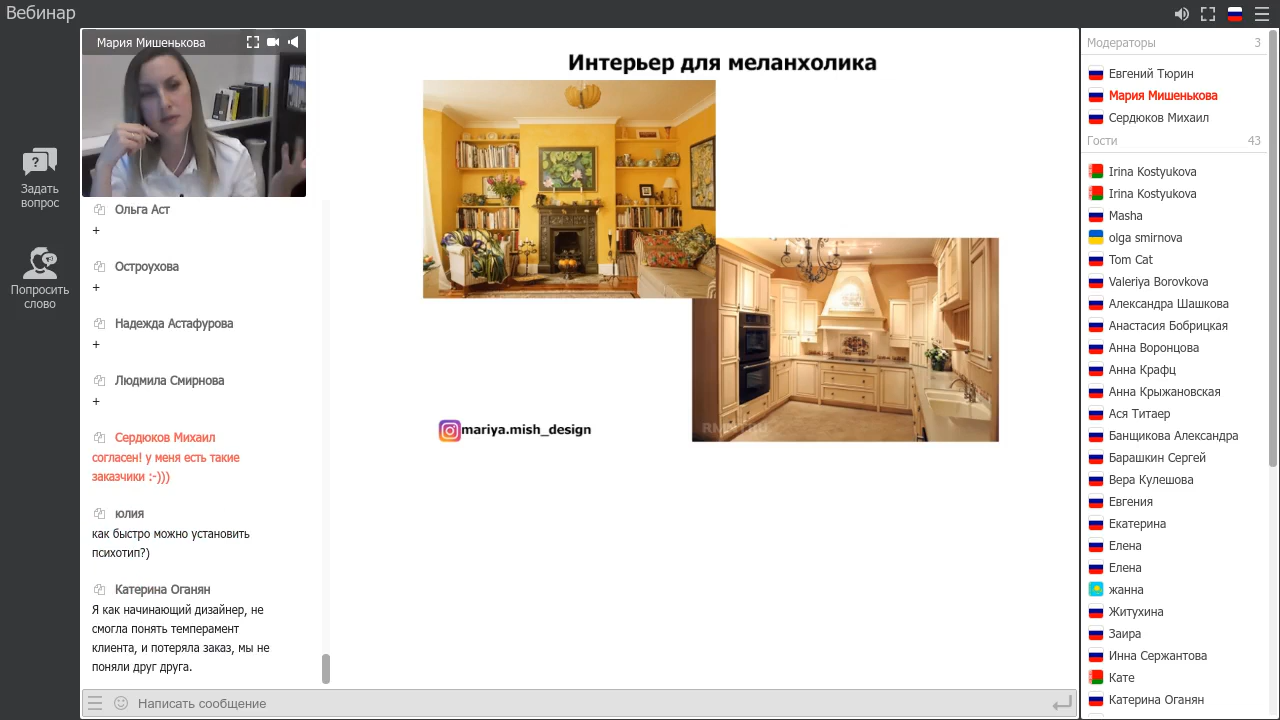 Вебинар
Задать
вопрос
Попросить
слово
Мария Мишенькова
Ольга Аст
+
Остроухова
+
Надежда Астафурова
+
Людмила Смирнова
+
Сердюков Михаил
согласен! у меня есть такие
заказчики :-)))
юлия
как быстро можно установить
психотип?)
Катерина Оганян
Я как начинающий дизайнер, не
смогла понять темперамент
клиента, и потеряла заказ, мы не
поняли друг друга.
Написать сообщение
Интерьер для меланхолика
mariya.mish_design
Модераторы 3
Евгений Тюрин
Мария Мишенькова
Сердюков Михаил
Гости 43
Irina Kostyukova
Irina Kostyukova
Masha
olga smirnova
Tom Cat
Valeriya Borovkova
Александра Шашкова
Анастасия Бобрицкая
Анна Воронцова
Анна Крафц
Анна Крыжановская
Ася Титаер
Банщикова Александра
Барашкин Сергей
Вера Кулешова
Евгения
Екатерина
Елена
Елена
жанна
Житухина
Заира
Инна Сержантова
Кате
Катерина Оганян